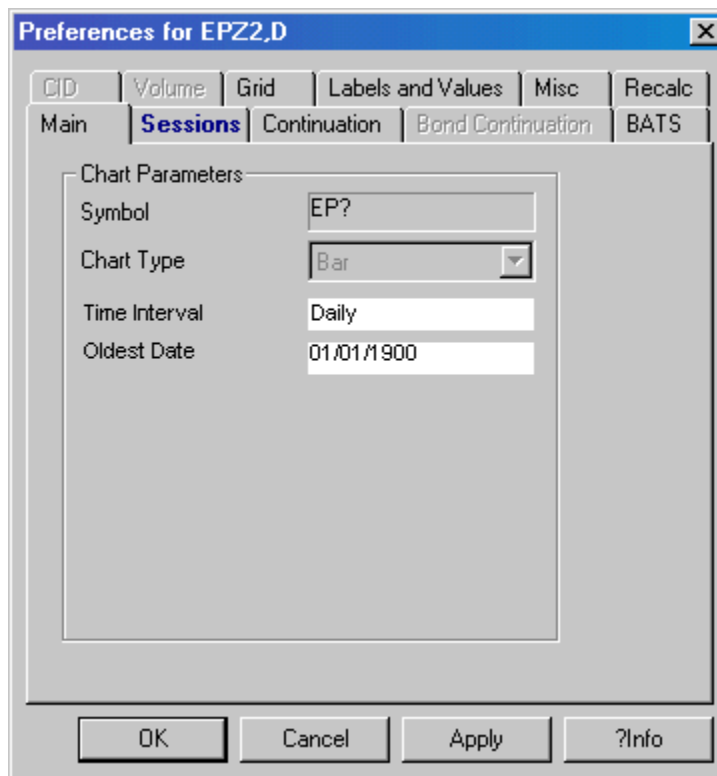 Preferences for EPZ2,D
CID Volume Grid Labels and Values Misc Recalc
Main Sessions Continuation Bond Continuation BATS
Chart Parameters
Symbol EP?
Chart Type Bar
Time Interval Daily
Oldest Date 01/01/1900
OK Cancel Apply ?Info